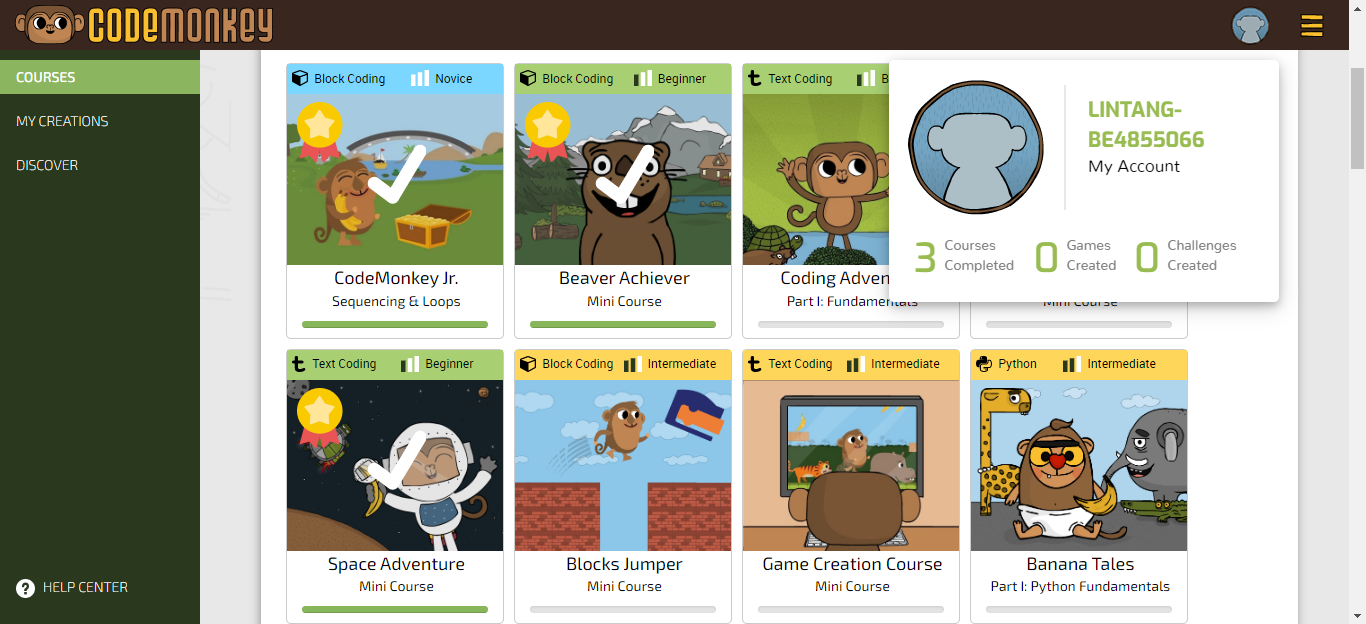 CODEMONKEY
COURSES
MY CREATIONS
DISCOVER
HELP CENTER
Block Coding Novice
CodeMonkey Jr.
Sequencing & Loops
Block Coding Beginner
Beaver Achiever
Mini Course
Text Coding B
Coding Adven
Part I: Fundamentals
Mini Course
LINTANG-
BE4855066
My Account
3 Courses
Completed
0 Games
Created
0 Challenges
Created
Text Coding Beginner
Space Adventure
Mini Course
Block Coding Intermediate
Blocks Jumper
Mini Course
Text Coding Intermediate
Game Creation Course
Mini Course
Python Intermediate
Banana Tales
Part I: Python Fundamentals